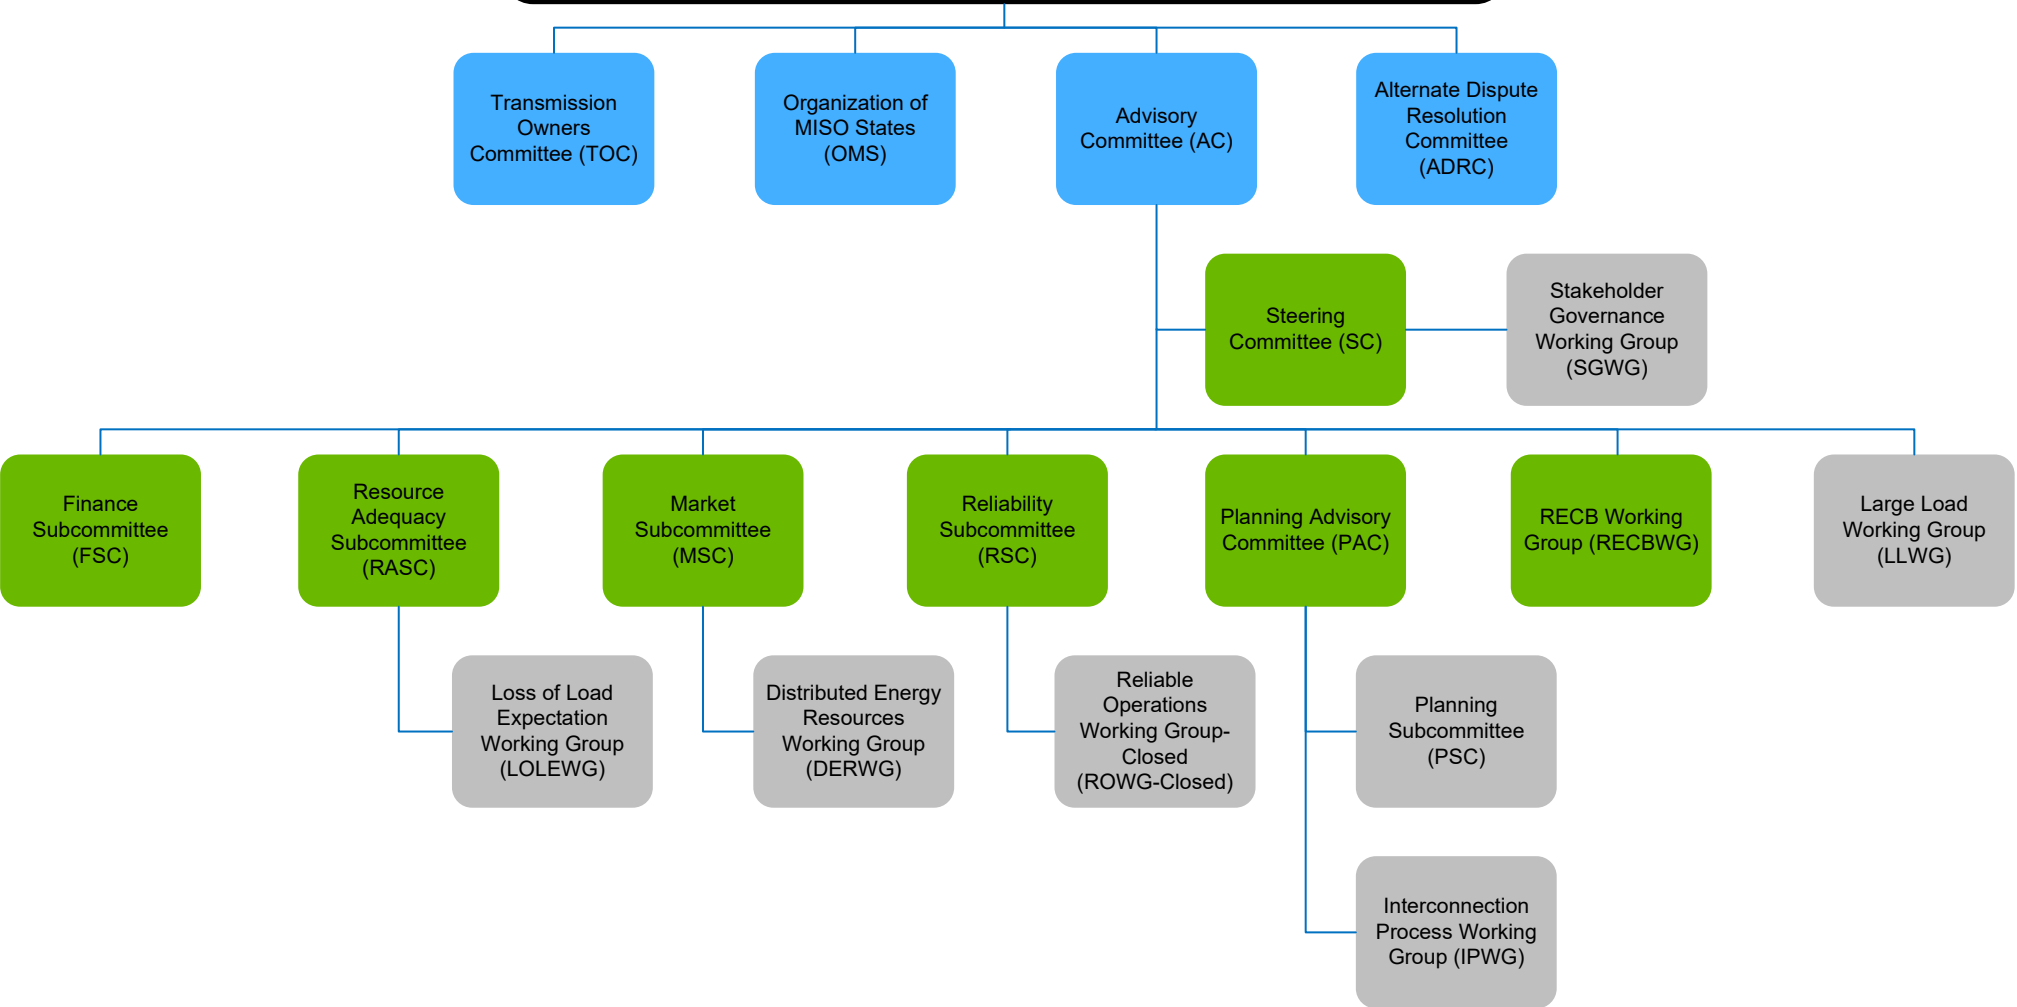 Transmission
Owners
Committee (TOC)
Organization of
MISO States
(OMS)
Advisory
Committee (AC)
Alternate Dispute
Resolution
Committee
(ADRC)
Steering
Committee (SC)
Stakeholder
Governance
Working Group
(SGWG)
Finance
Subcommittee
(FSC)
Resource
Adequacy
Subcommittee
(RASC)
Market
Subcommittee
(MSC)
Reliability
Subcommittee
(RSC)
Planning Advisory
Committee (PAC)
RECB Working
Group (RECBWG)
Large Load
Working Group
(LLWG)
Loss of Load
Expectation
Working Group
(LOLEWG)
Distributed Energy
Resources
Working Group
(DERWG)
Reliable
Operations
Working Group-
Closed
(ROWG-Closed)
Planning
Subcommittee
(PSC)
Interconnection
Process Working
Group (IPWG)